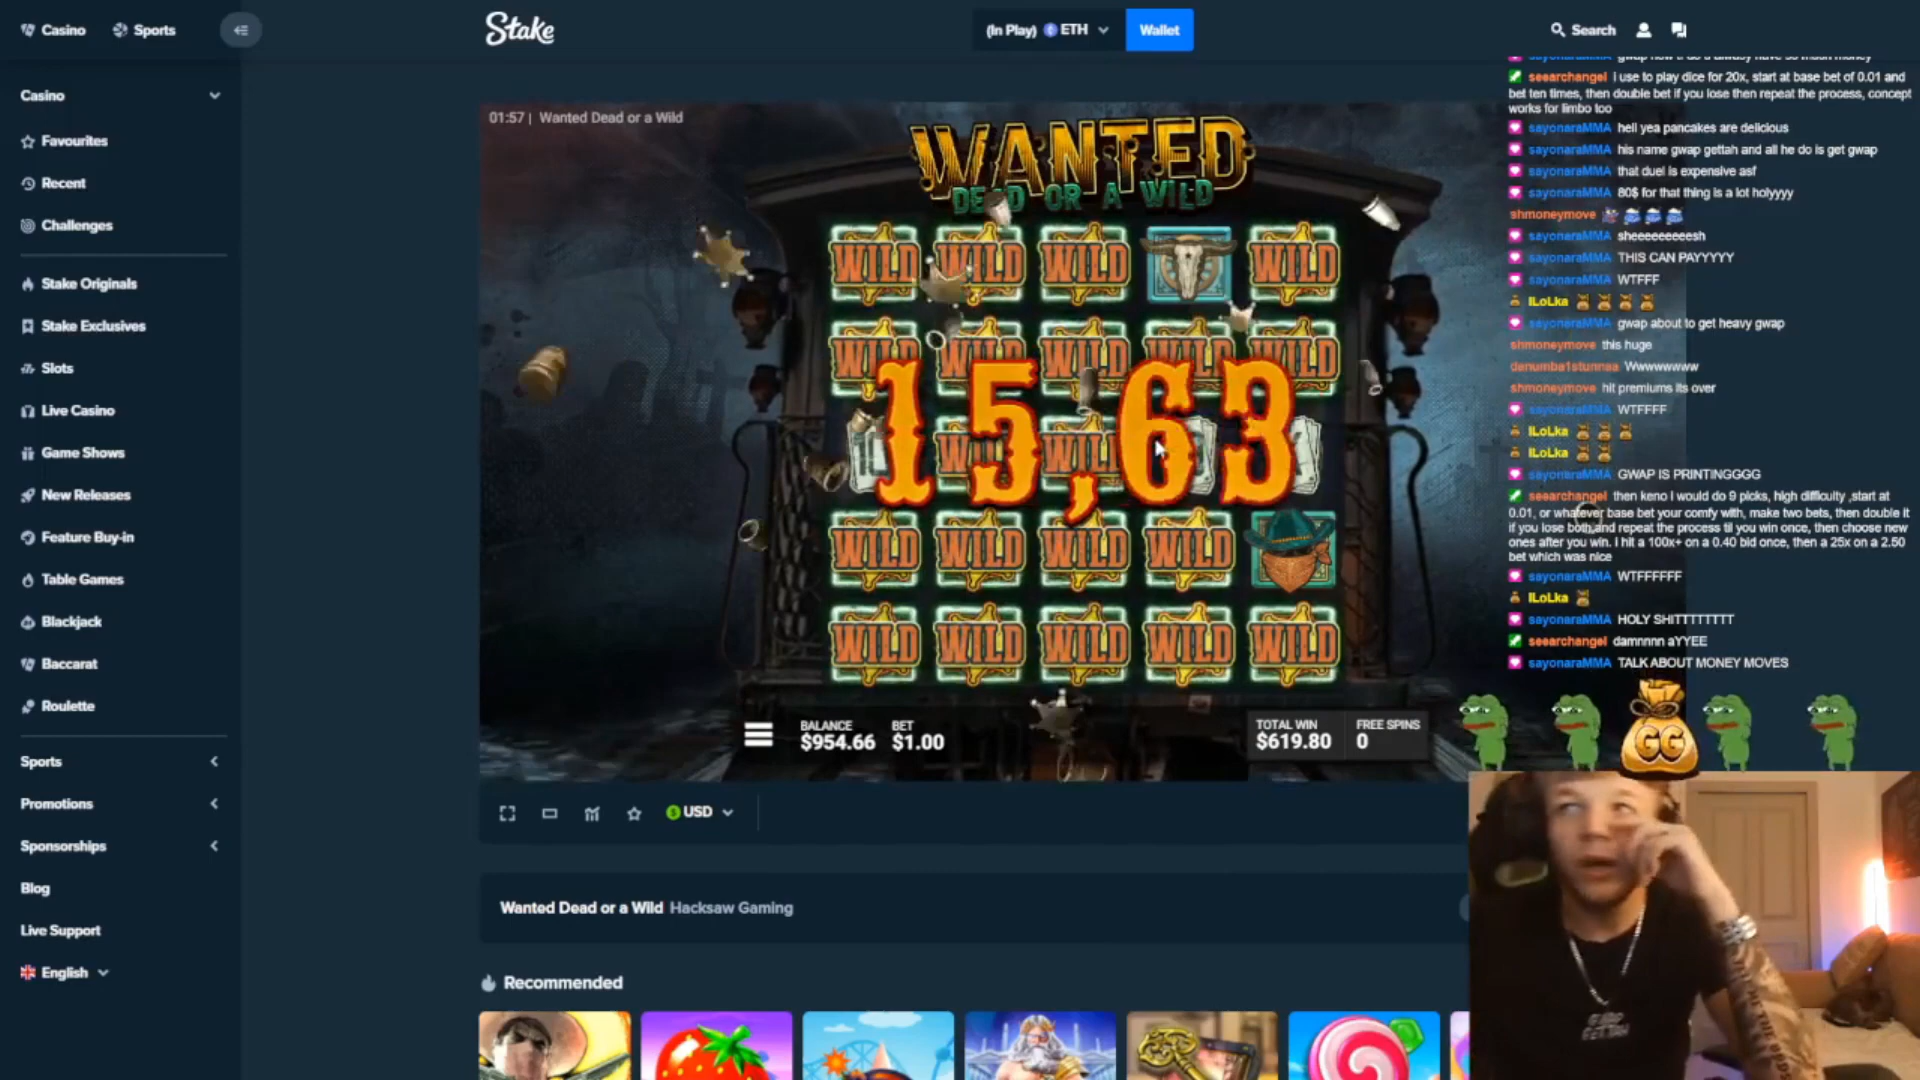 Casino
Sports
Stake
(In Play) ETH
Wallet
Search
Casino
Favourites
Recent
Challenges
Stake Originals
Stake Exclusives
Slots
Live Casino
Game Shows
New Releases
Feature Buy-in
Table Games
Blackjack
Baccarat
Roulette
Sports
Promotions
Sponsorships
Blog
Live Support
English
01:57 | Wanted Dead or a Wild
WANTED
DEAD OR A WILD
WILD WILD WILD WILD
WILD WILD WILD WILD WILD
WILD WILD
15,63
WILD WILD WILD WILD
WILD WILD WILD WILD WILD
BALANCE
$954.66
BET
$1.00
TOTAL WIN
$619.80
FREE SPINS
0
USD
Wanted Dead or a Wild Hacksaw Gaming
Recommended
seearchangel i use to play dice for 20x, start at base bet of 0.01 and
bet ten times, then double bet if you lose then repeat the process, concept
works for limbo too
sayonaraMMA hell yea pancakes are delicious
sayonaraMMA his name gwap gettah and all he do is get gwap
sayonaraMMA that duel is expensive asf
sayonaraMMA 80$ for that thing is a lot holyyyy
shmoneymove
sayonaraMMA sheeeeeeeeesh
sayonaraMMA THIS CAN PAYYYYY
sayonaraMMA WTFFF
ILoLka
sayonaraMMA gwap about to get heavy gwap
shmoneymove this huge
danumba1stunnaa Wwwwwwwww
shmoneymove hit premiums its over
sayonaraMMA WTFFFF
ILoLka
ILoLka
sayonaraMMA GWAP IS PRINTINGGGG
seearchangel then keno I would do 9 picks, high difficulty ,start at
0.01, or whatever base bet your comfy with, make two bets, then double it
if you lose both,and repeat the process til you win once, then choose new
ones after you win. I hit a 100x+ on a 0.40 bid once, then a 25x on a 2.50
bet which was nice
sayonaraMMA WTFFFFFF
ILoLka
sayonaraMMA HOLY SHITTTTTTTT
seearchangel damnnnn aYYEE
sayonaraMMA TALK ABOUT MONEY MOVES
GG
GWAP
GETTAH